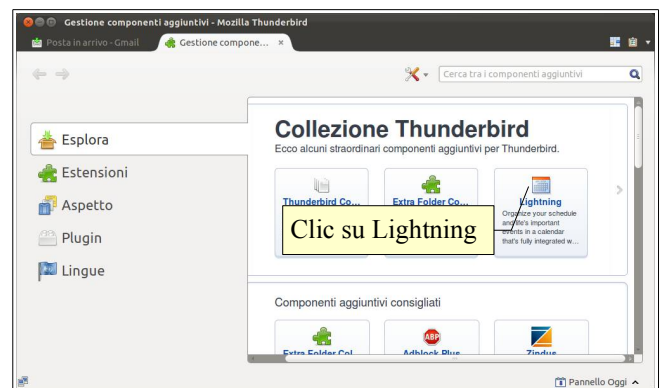 Gestione componenti aggiuntivi - Mozilla Thunderbird
Posta in arrivo - Gmail
Gestione compone... ×
Cerca tra i componenti aggiuntivi
Esplora
Estensioni
Aspetto
Plugin
Lingue
Collezione Thunderbird
Ecco alcuni straordinari componenti aggiuntivi per Thunderbird.
Thunderbird Co...
Extra Folder Co...
Lightning
Organize your schedule
and life's important
events in a calendar
that's fully integrated w...
Clic su Lightning
Componenti aggiuntivi consigliati
Extra Folder Col...
ABP
Adblock Plus
Zindus
Pannello Oggi